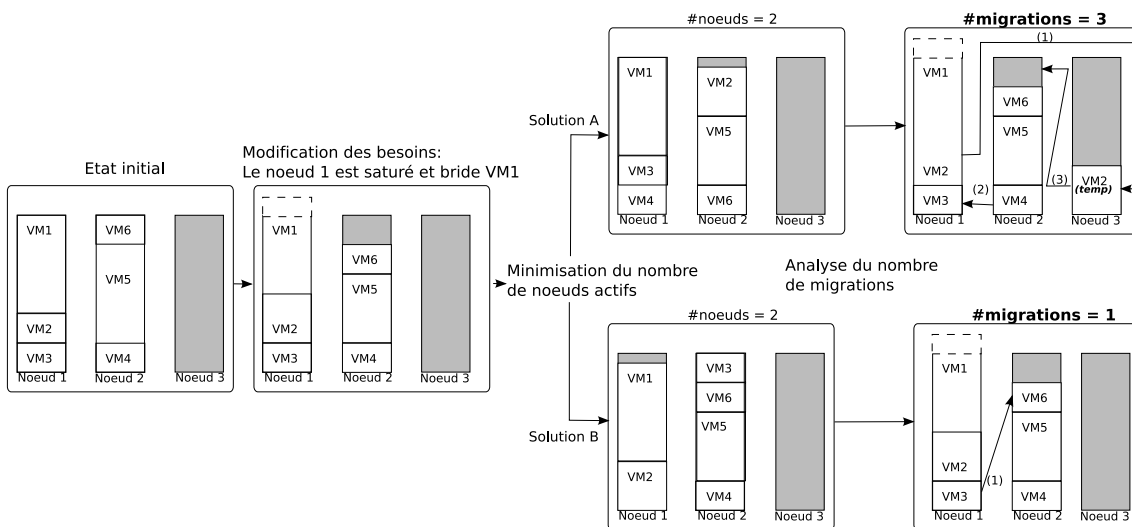 Etat initial
VM1
VM2
VM3
Noeud 1
VM6
VM5
VM4
Noeud 2
Noeud 3
Modification des besoins:
Le noeud 1 est saturé et bride VM1
VM1
VM2
VM3
Noeud 1
VM6
VM5
VM4
Noeud 2
Noeud 3
Minimisation du nombre
de noeuds actifs
Solution A
#noeuds = 2
VM1
VM3
VM4
Noeud 1
VM2
VM5
VM6
Noeud 2
Noeud 3
#migrations = 3
(1)
VM1
VM2
VM3
Noeud 1
(2)
VM6
VM5
VM4
Noeud 2
(3)
VM2
(temp)
Noeud 3
Analyse du nombre
de migrations
Solution B
#noeuds = 2
VM1
VM2
Noeud 1
VM3
VM6
VM5
VM4
Noeud 2
Noeud 3
#migrations = 1
VM1
VM2
VM3
Noeud 1
(1)
VM6
VM5
VM4
Noeud 2
Noeud 3